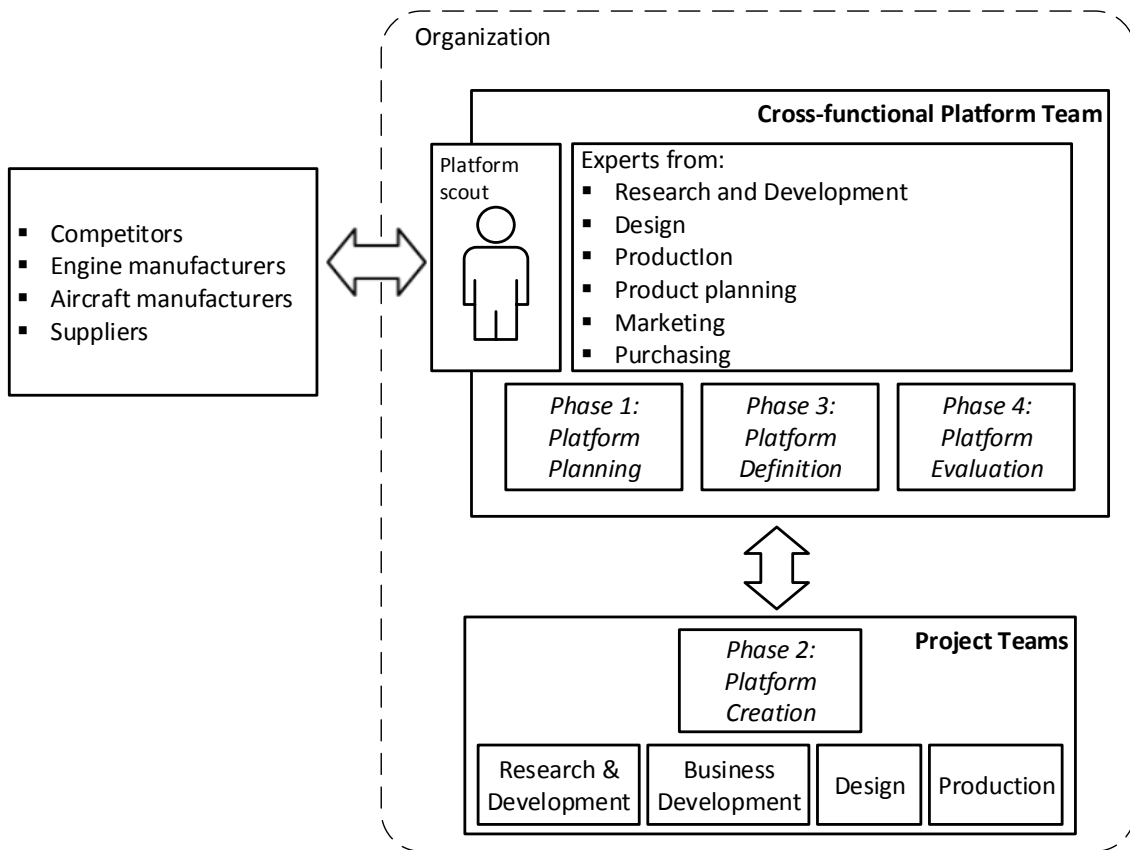 Organization
Cross-functional Platform Team
Platform
scout
Experts from:
▪ Research and Development
▪ Design
▪ ProductIon
▪ Product planning
▪ Marketing
▪ Purchasing
▪ Competitors
▪ Engine manufacturers
▪ Aircraft manufacturers
▪ Suppliers
Phase 1:
Platform
Planning
Phase 3:
Platform
Definition
Phase 4:
Platform
Evaluation
Project Teams
Phase 2:
Platform
Creation
Research &
Development
Business
Development
Design
Production